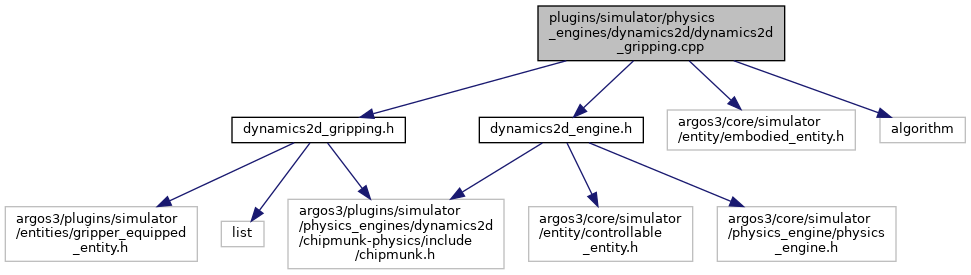 plugins/simulator/physics
_engines/dynamics2d/dynamics2d
_gripping.cpp
dynamics2d_gripping.h
dynamics2d_engine.h
argos3/core/simulator
/entity/embodied_entity.h
algorithm
argos3/plugins/simulator
/entities/gripper_equipped
_entity.h
list
argos3/plugins/simulator
/physics_engines/dynamics2d
/chipmunk-physics/include
/chipmunk.h
argos3/core/simulator
/entity/controllable
_entity.h
argos3/core/simulator
/physics_engine/physics
_engine.h